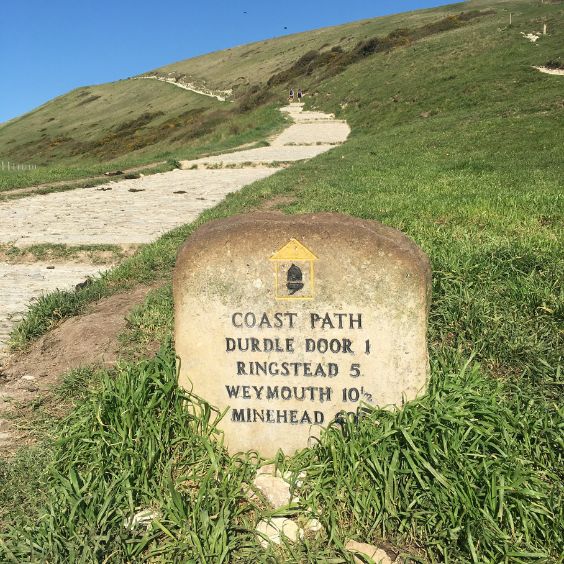 COAST PATH
DURDLE DOOR 1
RINGSTEAD 5
WEYMOUTH 10½
MINEHEAD